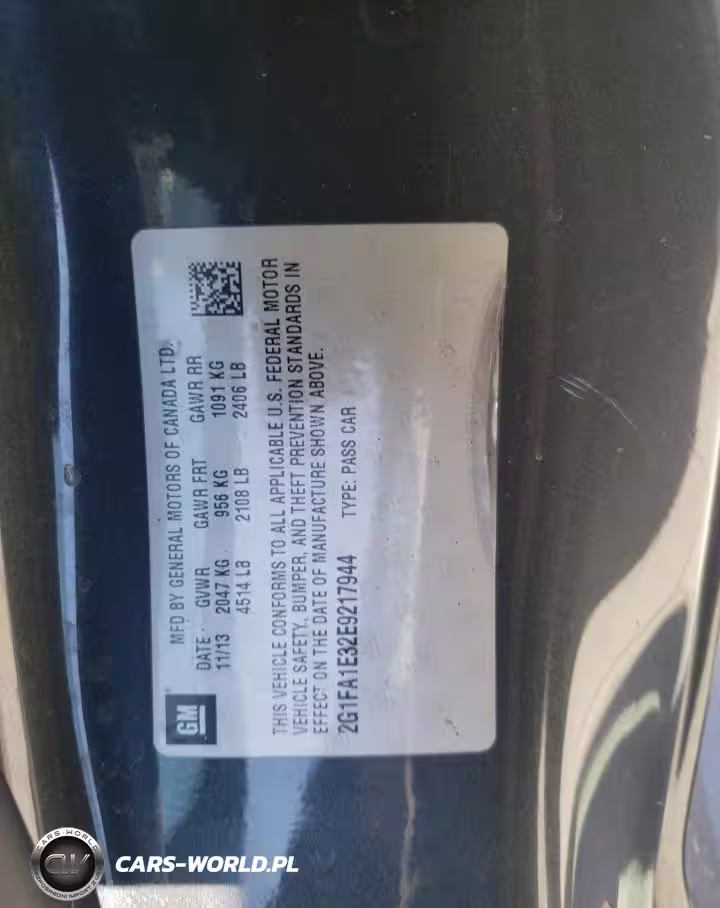 GM
MFD BY GENERAL MOTORS OF CANADA LTD.
DATE GVWR GAWR FRT GAWR RR
11/13 2047 KG 956 KG 1091 KG
4514 LB 2108 LB 2406 LB
THIS VEHICLE CONFORMS TO ALL APPLICABLE U.S. FEDERAL MOTOR
VEHICLE SAFETY, BUMPER, AND THEFT PREVENTION STANDARDS IN
EFFECT ON THE DATE OF MANUFACTURE SHOWN ABOVE.
2G1FA1E32E9217944 TYPE: PASS CAR
CARS-WORLD
CW
CARS-WORLD.PL